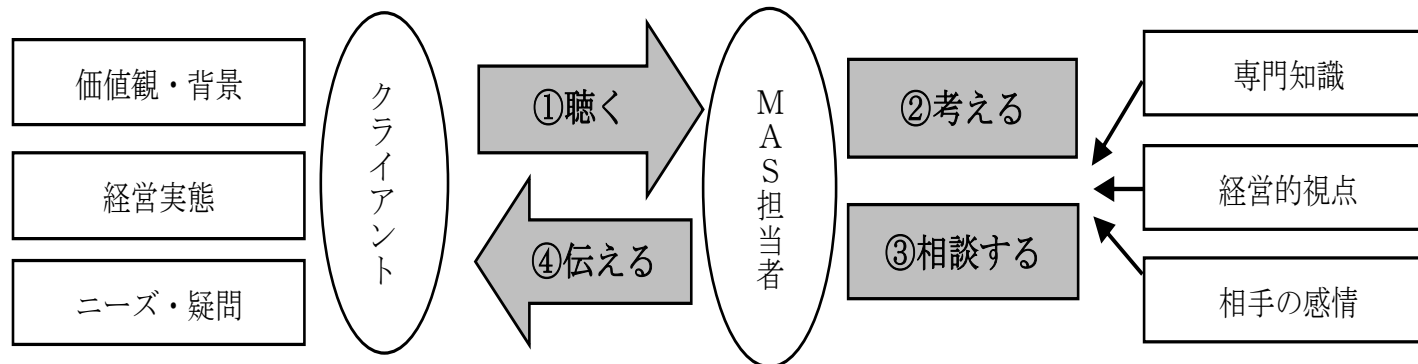 価値観・背景
経営実態
ニーズ・疑問
クライアント
①聴く
④伝える
MAS担当者
②考える
③相談する
専門知識
経営的視点
相手の感情